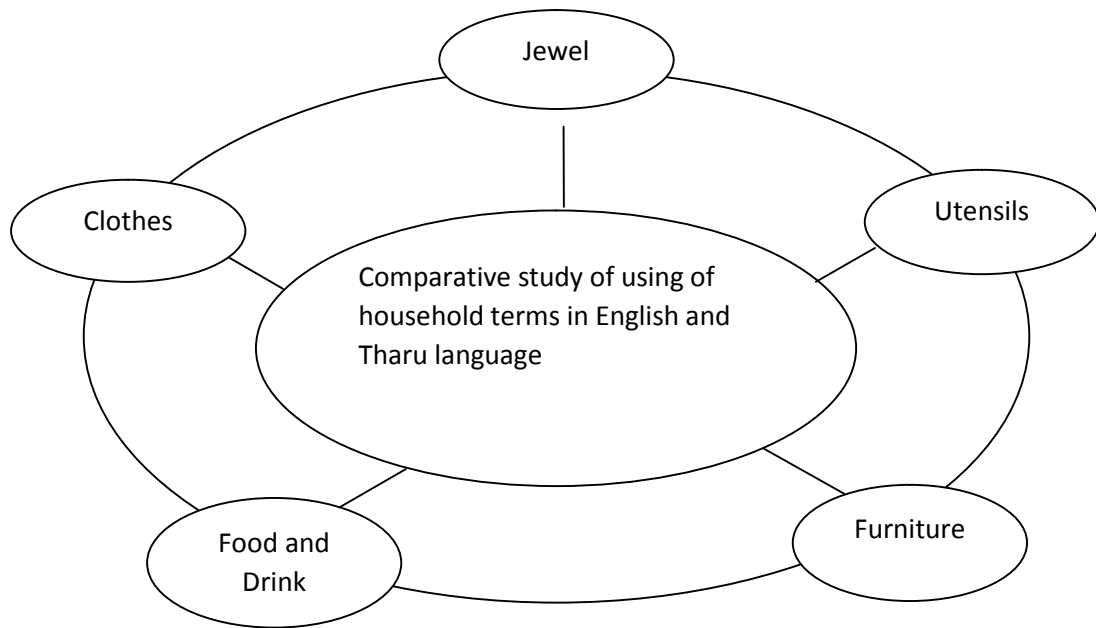 Jewel
Clothes
Utensils
Comparative study of using of
household terms in English and
Tharu language
Food and
Drink
Furniture